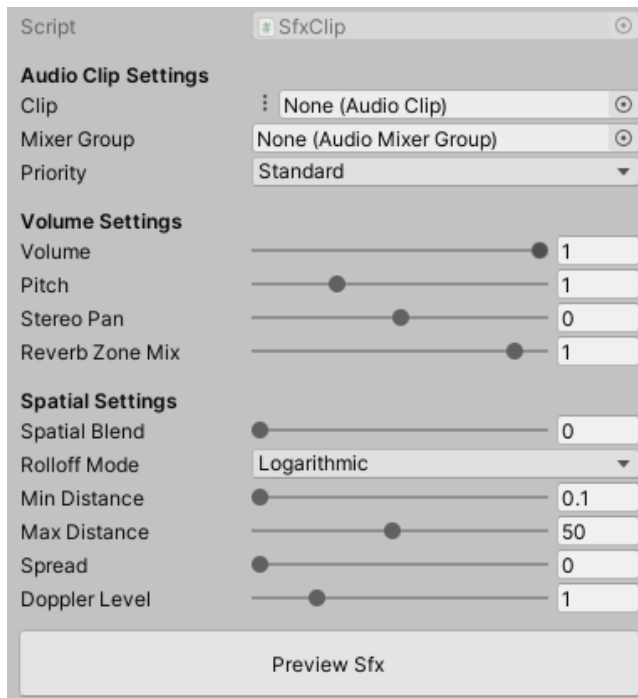 Script SfxClip
Audio Clip Settings
Clip None (Audio Clip)
Mixer Group None (Audio Mixer Group)
Priority Standard
Volume Settings
Volume 1
Pitch 1
Stereo Pan 0
Reverb Zone Mix 1
Spatial Settings
Spatial Blend 0
Rolloff Mode Logarithmic
Min Distance 0.1
Max Distance 50
Spread 0
Doppler Level 1
Preview Sfx